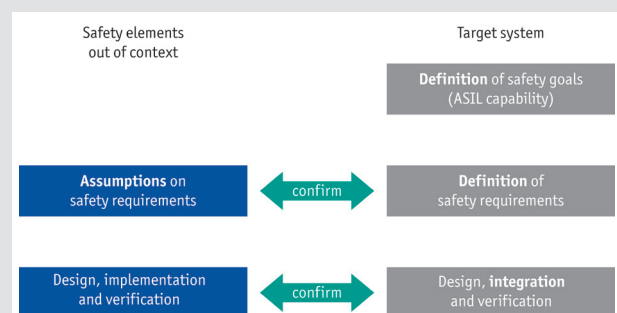 Safety elements
out of context
Target system
Definition of safety goals
(ASIL capability)
Assumptions on
safety requirements
confirm
Definition of
safety requirements
Design, implementation
and verification
confirm
Design, integration
and verification